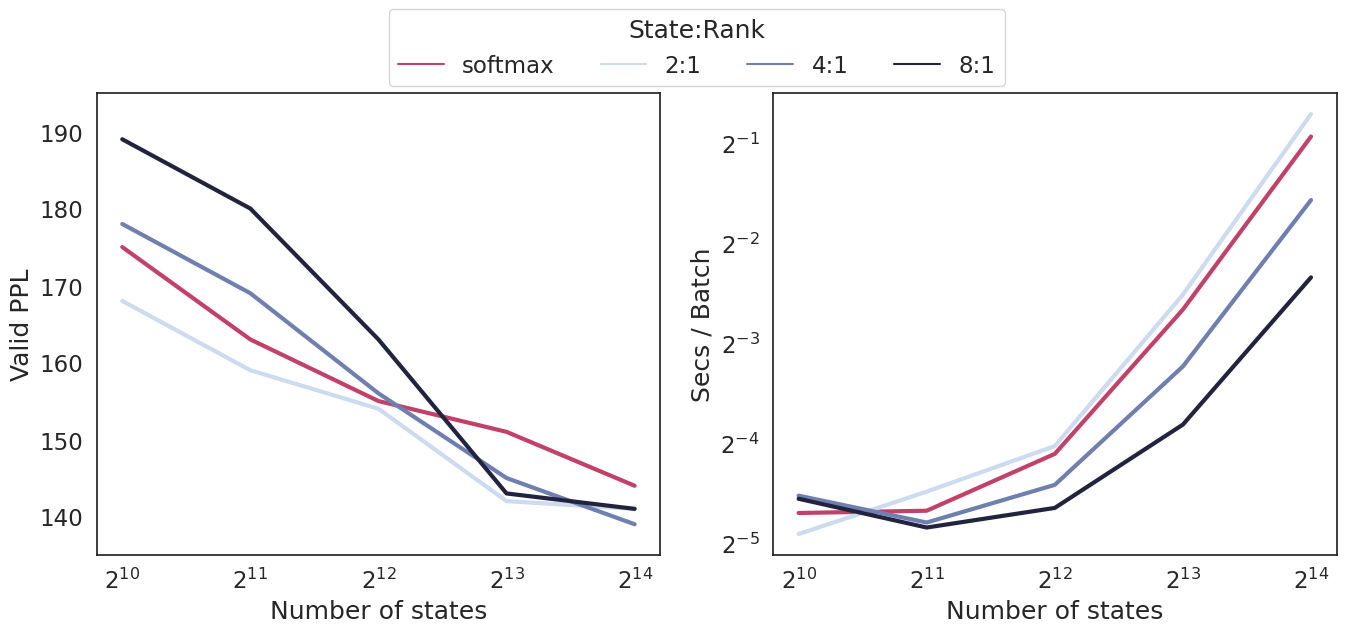 State:Rank
softmax 2:1 4:1 8:1
Valid PPL
190
180
170
160
150
140
2^10 2^11 2^12 2^13 2^14
Number of states
Secs / Batch
2^−1
2^−2
2^−3
2^−4
2^−5
2^10 2^11 2^12 2^13 2^14
Number of states